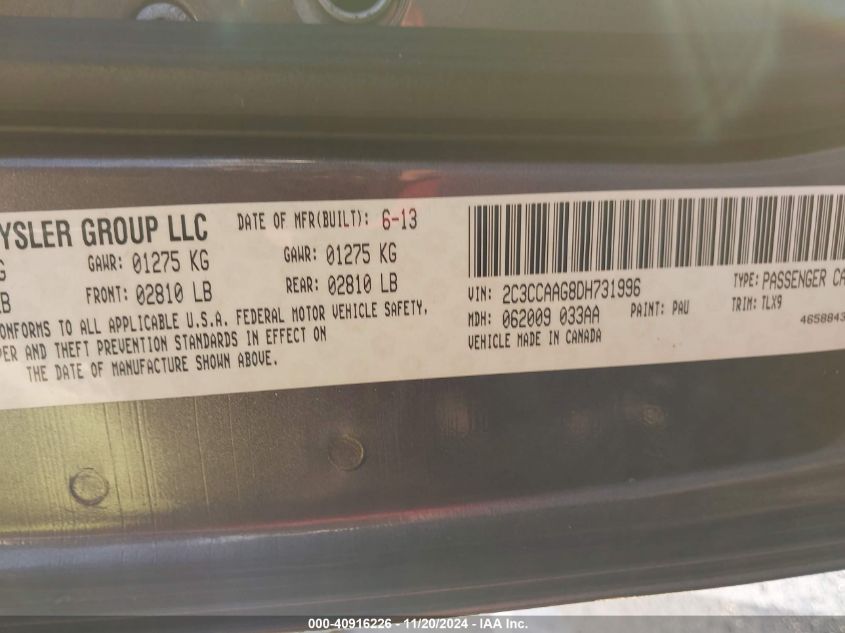 YSLER GROUP LLC DATE OF MFR(BUILT): 6-13
G GAWR: 01275 KG GAWR: 01275 KG
LB FRONT: 02810 LB REAR: 02810 LB
ONFORMS TO ALL APPLICABLE U.S.A. FEDERAL MOTOR VEHICLE SAFETY,
PER AND THEFT PREVENTION STANDARDS IN EFFECT ON
THE DATE OF MANUFACTURE SHOWN ABOVE.
VIN: 2C3CCAAG8DH731996 TYPE: PASSENGER CA
MDH: 062009 033AA PAINT: PAU TRIM: TLX9
VEHICLE MADE IN CANADA 4658843
000-40916226 - 11/20/2024 - IAA Inc.